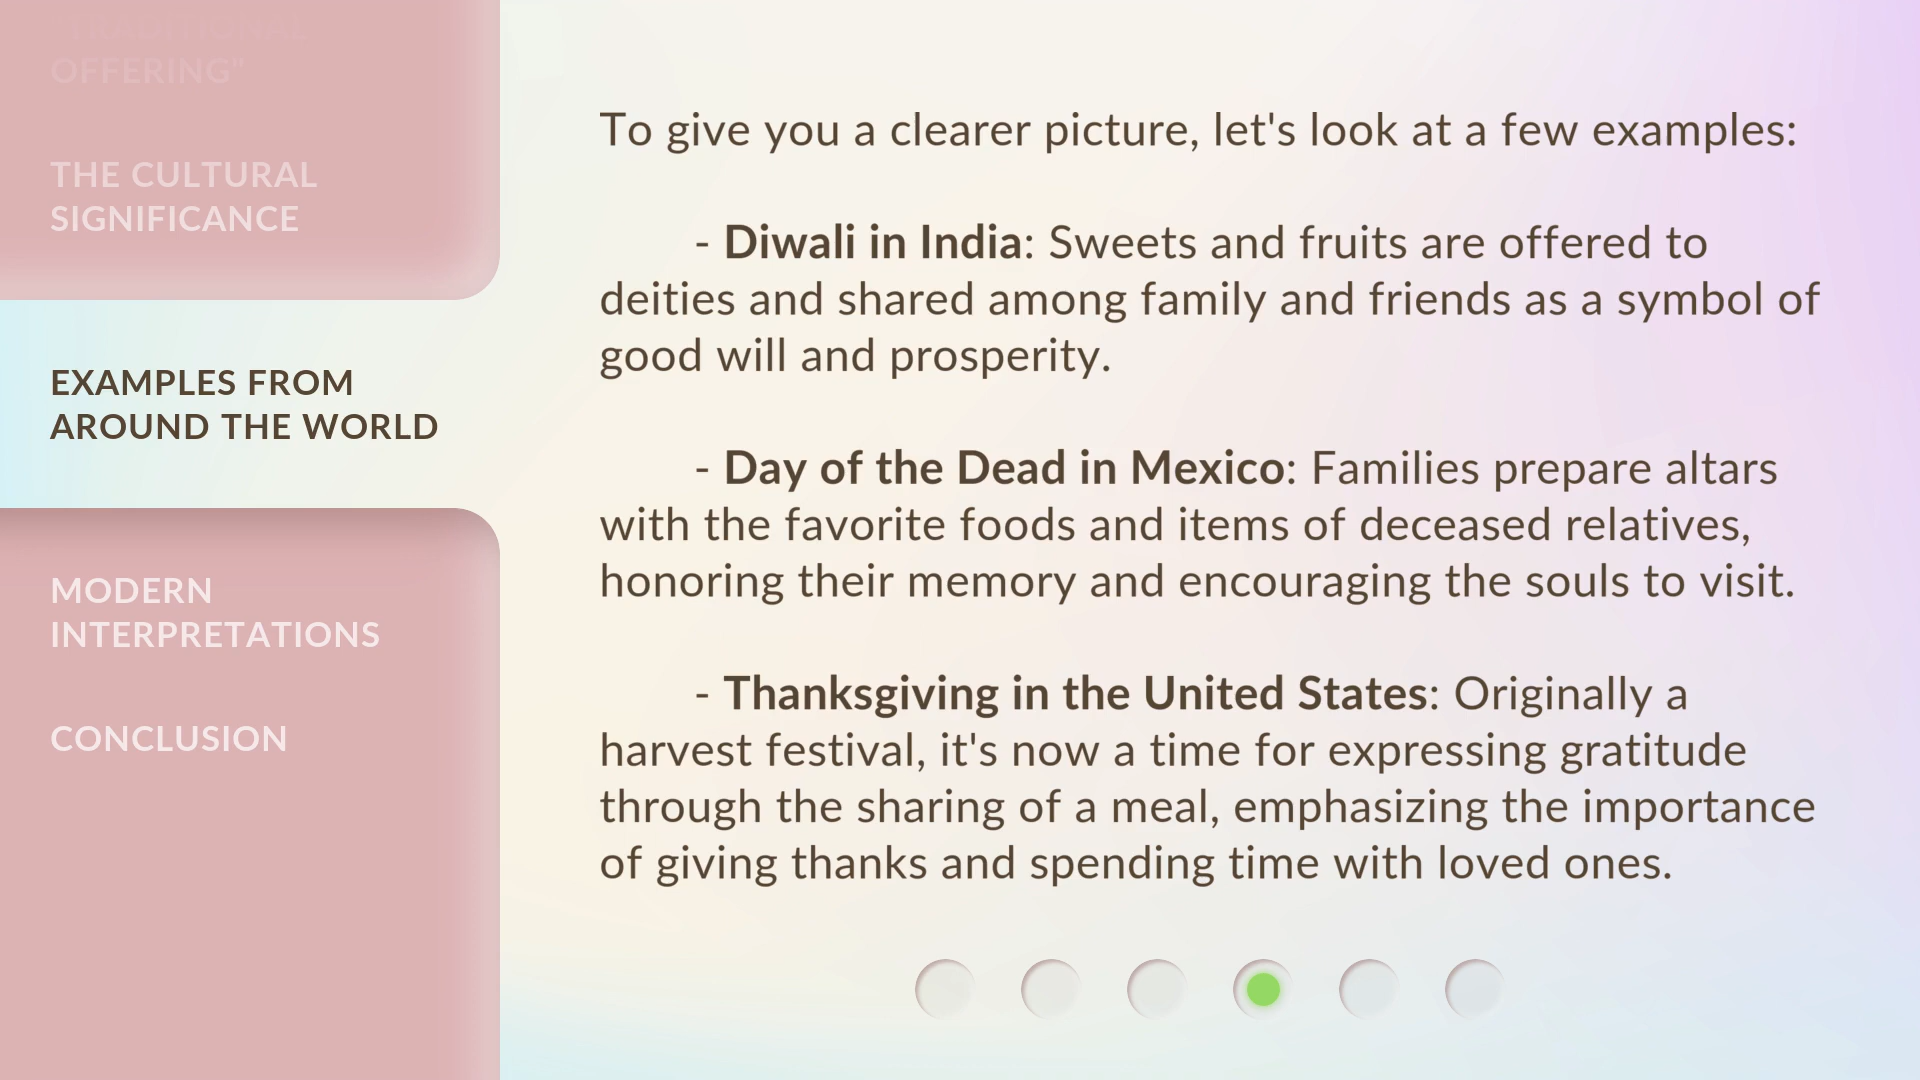 "TRADITIONAL
OFFERING"
THE CULTURAL
SIGNIFICANCE
EXAMPLES FROM
AROUND THE WORLD
MODERN
INTERPRETATIONS
CONCLUSION
To give you a clearer picture, let's look at a few examples:
- Diwali in India: Sweets and fruits are offered to
deities and shared among family and friends as a symbol of
good will and prosperity.
- Day of the Dead in Mexico: Families prepare altars
with the favorite foods and items of deceased relatives,
honoring their memory and encouraging the souls to visit.
- Thanksgiving in the United States: Originally a
harvest festival, it's now a time for expressing gratitude
through the sharing of a meal, emphasizing the importance
of giving thanks and spending time with loved ones.